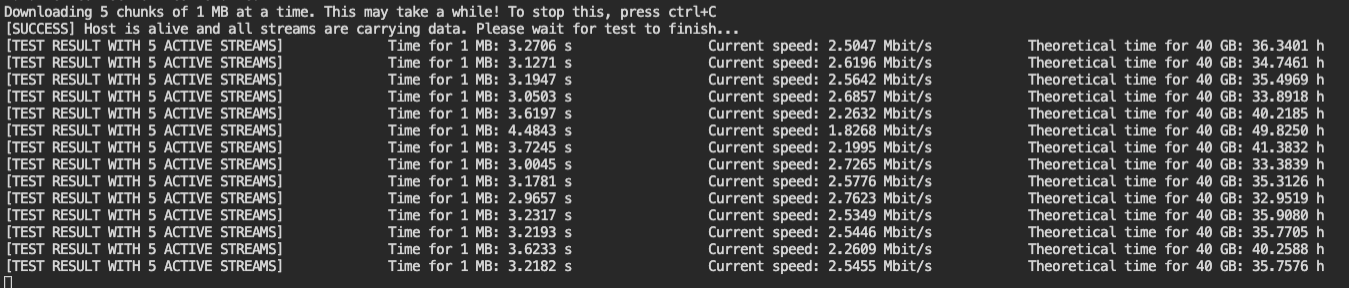 Downloading 5 chunks of 1 MB at a time. This may take a while! To stop this, press ctrl+C
[SUCCESS] Host is alive and all streams are carrying data. Please wait for test to finish...
[TEST RESULT WITH 5 ACTIVE STREAMS] Time for 1 MB: 3.2706 s Current speed: 2.5047 Mbit/s Theoretical time for 40 GB: 36.3401 h
[TEST RESULT WITH 5 ACTIVE STREAMS] Time for 1 MB: 3.1271 s Current speed: 2.6196 Mbit/s Theoretical time for 40 GB: 34.7461 h
[TEST RESULT WITH 5 ACTIVE STREAMS] Time for 1 MB: 3.1947 s Current speed: 2.5642 Mbit/s Theoretical time for 40 GB: 35.4969 h
[TEST RESULT WITH 5 ACTIVE STREAMS] Time for 1 MB: 3.0503 s Current speed: 2.6857 Mbit/s Theoretical time for 40 GB: 33.8918 h
[TEST RESULT WITH 5 ACTIVE STREAMS] Time for 1 MB: 3.6197 s Current speed: 2.2632 Mbit/s Theoretical time for 40 GB: 40.2185 h
[TEST RESULT WITH 5 ACTIVE STREAMS] Time for 1 MB: 4.4843 s Current speed: 1.8268 Mbit/s Theoretical time for 40 GB: 49.8250 h
[TEST RESULT WITH 5 ACTIVE STREAMS] Time for 1 MB: 3.7245 s Current speed: 2.1995 Mbit/s Theoretical time for 40 GB: 41.3832 h
[TEST RESULT WITH 5 ACTIVE STREAMS] Time for 1 MB: 3.0045 s Current speed: 2.7265 Mbit/s Theoretical time for 40 GB: 33.3839 h
[TEST RESULT WITH 5 ACTIVE STREAMS] Time for 1 MB: 3.1781 s Current speed: 2.5776 Mbit/s Theoretical time for 40 GB: 35.3126 h
[TEST RESULT WITH 5 ACTIVE STREAMS] Time for 1 MB: 2.9657 s Current speed: 2.7623 Mbit/s Theoretical time for 40 GB: 32.9519 h
[TEST RESULT WITH 5 ACTIVE STREAMS] Time for 1 MB: 3.2317 s Current speed: 2.5349 Mbit/s Theoretical time for 40 GB: 35.9080 h
[TEST RESULT WITH 5 ACTIVE STREAMS] Time for 1 MB: 3.2193 s Current speed: 2.5446 Mbit/s Theoretical time for 40 GB: 35.7705 h
[TEST RESULT WITH 5 ACTIVE STREAMS] Time for 1 MB: 3.6233 s Current speed: 2.2609 Mbit/s Theoretical time for 40 GB: 40.2588 h
[TEST RESULT WITH 5 ACTIVE STREAMS] Time for 1 MB: 3.2182 s Current speed: 2.5455 Mbit/s Theoretical time for 40 GB: 35.7576 h